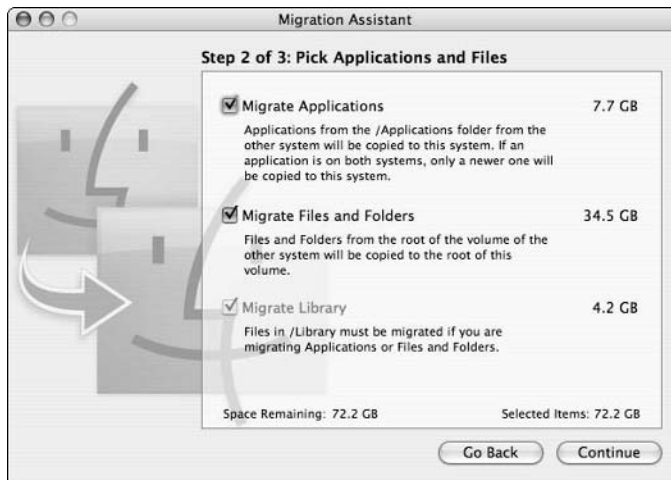 Migration Assistant
Step 2 of 3: Pick Applications and Files
Migrate Applications 7.7 GB
Applications from the /Applications folder from the
other system will be copied to this system. If an
application is on both systems, only a newer one will
be copied to this system.
Migrate Files and Folders 34.5 GB
Files and Folders from the root of the volume of the
other system will be copied to the root of this
volume.
Migrate Library 4.2 GB
Files in /Library must be migrated if you are
migrating Applications or Files and Folders.
Space Remaining: 72.2 GB Selected Items: 72.2 GB
Go Back Continue